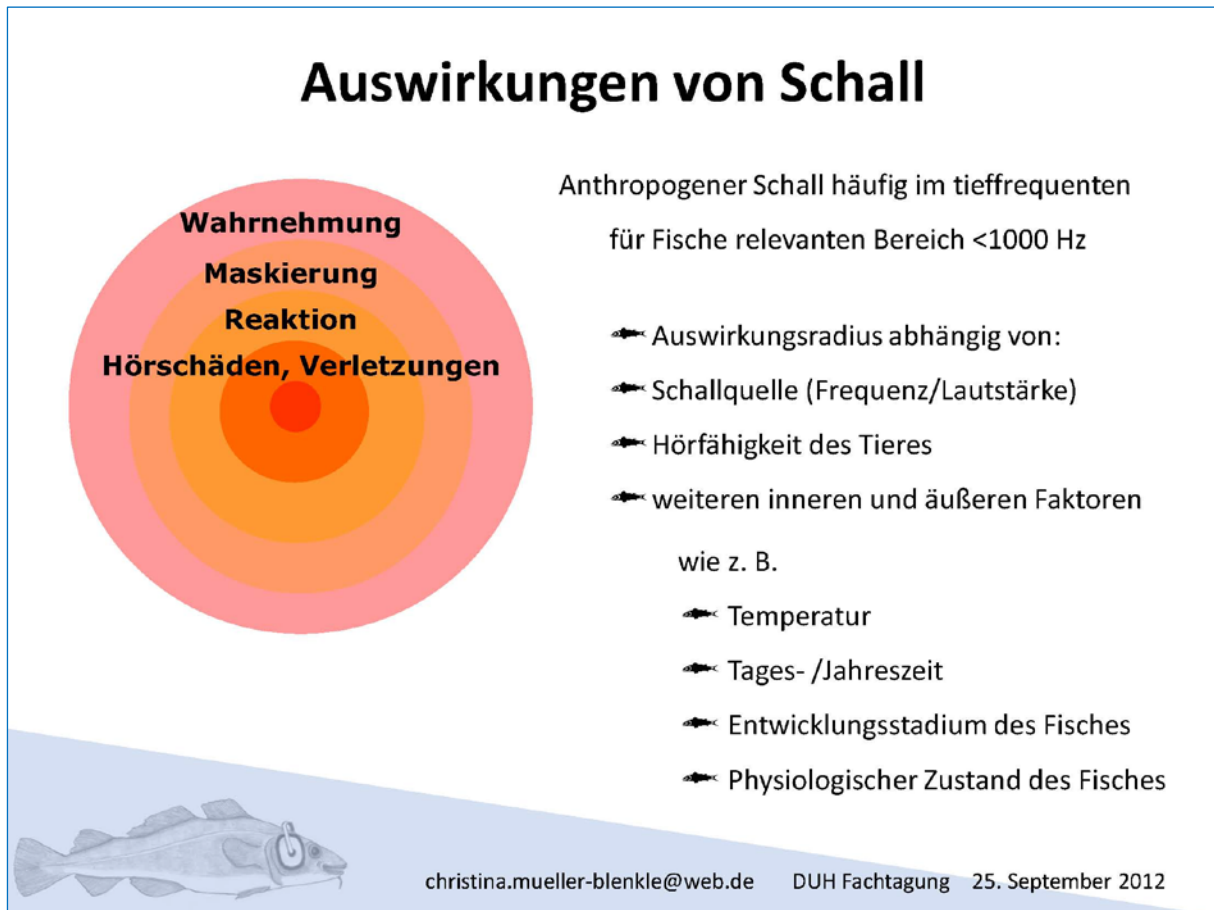 Auswirkungen von Schall
Wahrnehmung
Maskierung
Reaktion
Hörschäden, Verletzungen
Anthropogener Schall häufig im tieffrequenten
für Fische relevanten Bereich <1000 Hz
Auswirkungsradius abhängig von:
Schallquelle (Frequenz/Lautstärke)
Hörfähigkeit des Tieres
weiteren inneren und äußeren Faktoren
wie z. B.
Temperatur
Tages- /Jahreszeit
Entwicklungsstadium des Fisches
Physiologischer Zustand des Fisches
christina.mueller-blenkle@web.de DUH Fachtagung 25. September 2012